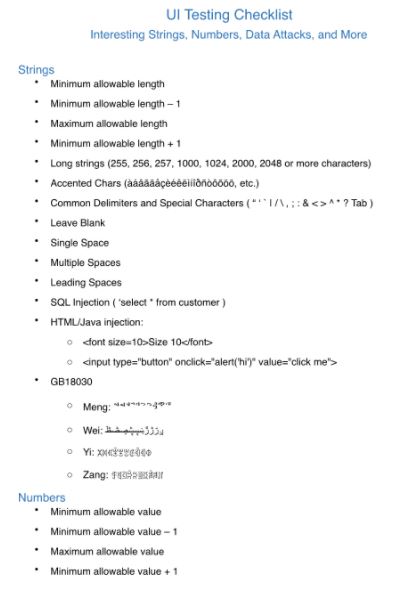 UI Testing Checklist
Interesting Strings, Numbers, Data Attacks, and More
Strings
• Minimum allowable length
• Minimum allowable length – 1
• Maximum allowable length
• Minimum allowable length + 1
• Long strings (255, 256, 257, 1000, 1024, 2000, 2048 or more characters)
• Accented Chars (àáâãäåçèéêëìíîðñòôõöö, etc.)
• Common Delimiters and Special Characters ( “ ‘ ` | / \ , ; : & < > ^ * ? Tab )
• Leave Blank
• Single Space
• Multiple Spaces
• Leading Spaces
• SQL Injection ( ‘select * from customer )
• HTML/Java injection:
○ <font size=10>Size 10</font>
○ <input type="button" onclick="alert('hi')" value="click me">
• GB18030
○ Meng:
○ Wei:
○ Yi:
○ Zang:
Numbers
• Minimum allowable value
• Minimum allowable value – 1
• Maximum allowable value
• Minimum allowable value + 1